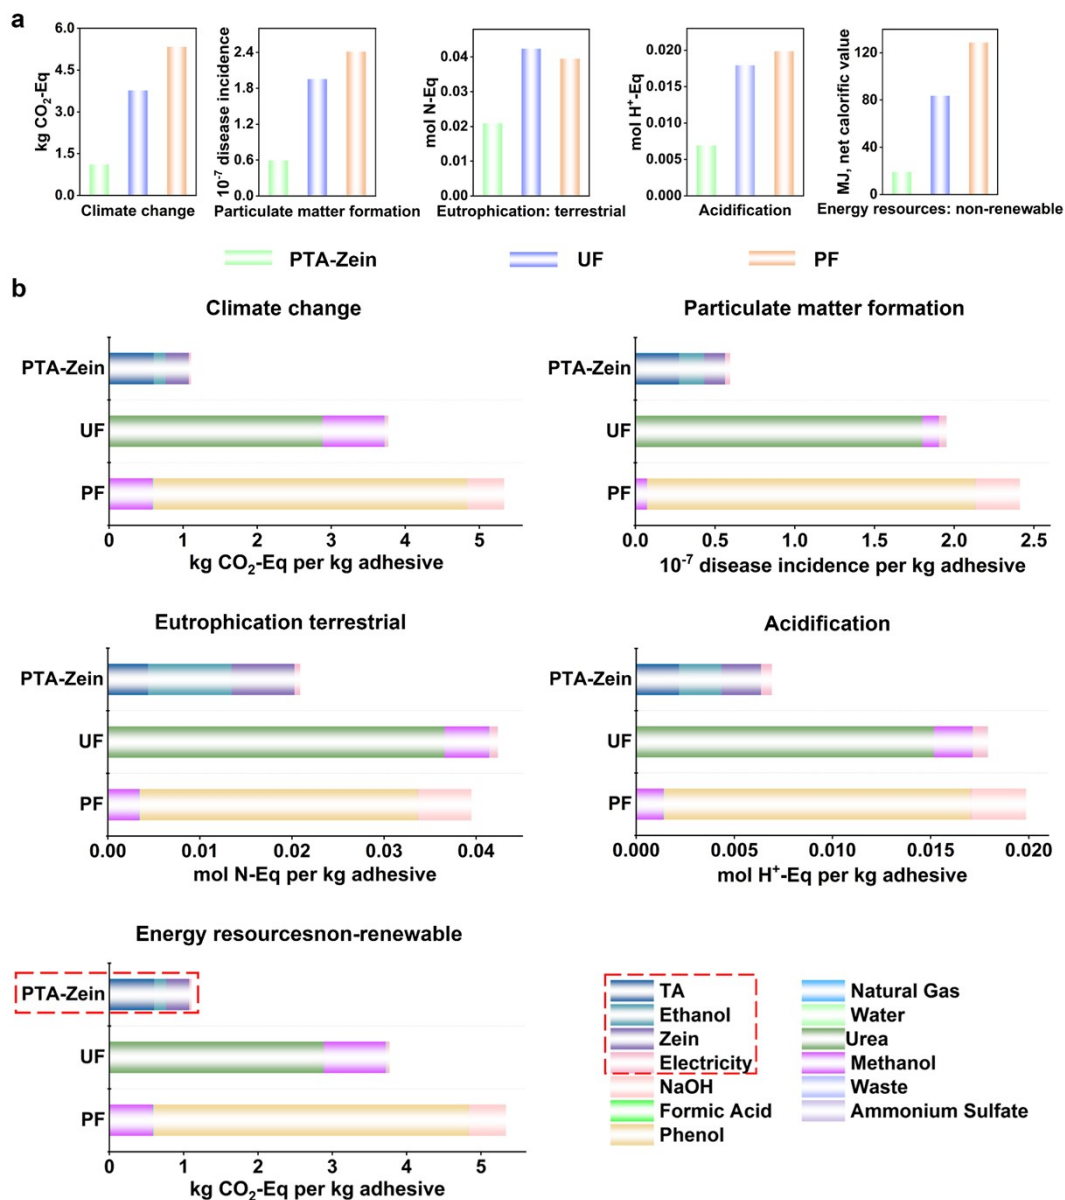 a
kg CO₂-Eq
6.0
4.5
3.0
1.5
0.0
Climate change
10⁻⁷ disease incidence
2.4
1.8
1.2
0.6
0.0
Particulate matter formation
mol N-Eq
0.04
0.03
0.02
0.01
0.00
Eutrophication: terrestrial
mol H⁺-Eq
0.020
0.015
0.010
0.005
0.000
Acidification
MJ, net calorific value
120
80
40
0
Energy resources: non-renewable
PTA-Zein UF PF
b
Climate change
PTA-Zein
UF
PF
0 1 2 3 4 5
kg CO₂-Eq per kg adhesive
Particulate matter formation
PTA-Zein
UF
PF
0.0 0.5 1.0 1.5 2.0 2.5
10⁻⁷ disease incidence per kg adhesive
Eutrophication terrestrial
PTA-Zein
UF
PF
0.00 0.01 0.02 0.03 0.04
mol N-Eq per kg adhesive
Acidification
PTA-Zein
UF
PF
0.000 0.005 0.010 0.015 0.020
mol H⁺-Eq per kg adhesive
Energy resourcesnon-renewable
PTA-Zein
UF
PF
0 1 2 3 4 5
kg CO₂-Eq per kg adhesive
TA
Ethanol
Zein
Electricity
NaOH
Formic Acid
Phenol
Natural Gas
Water
Urea
Methanol
Waste
Ammonium Sulfate